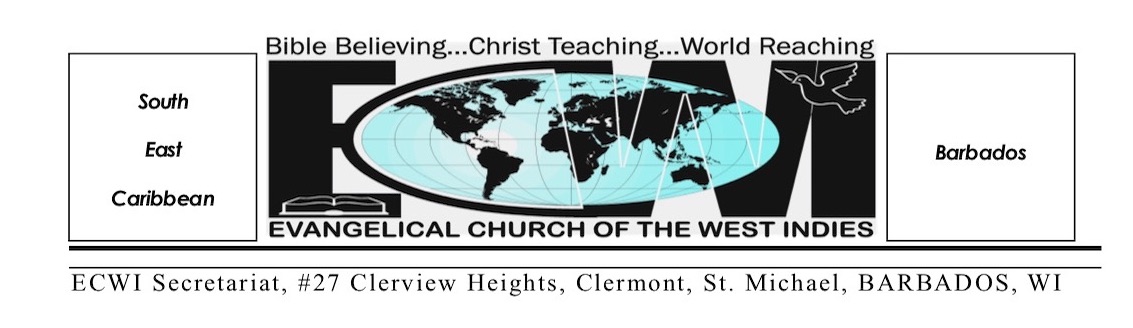 Bible Believing...Christ Teaching...World Reaching
South
East
Caribbean
ECWI
Barbados
EVANGELICAL CHURCH OF THE WEST INDIES
ECWI Secretariat, #27 Clerview Heights, Clermont, St. Michael, BARBADOS, WI